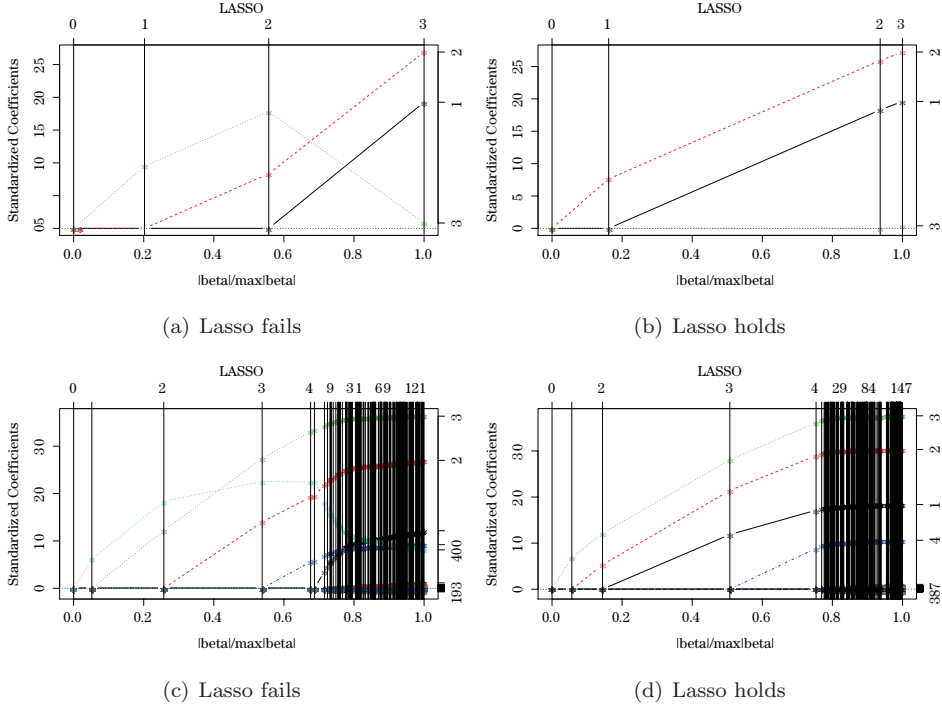 LASSO
0 1 2 3
Standardized Coefficients
25
20
15
10
05
2
1
3
0.0 0.2 0.4 0.6 0.8 1.0
|beta|/max|beta|
(a) Lasso fails
LASSO
0 1 2 3
Standardized Coefficients
25
20
15
10
5
0
2
1
3
0.0 0.2 0.4 0.6 0.8 1.0
|beta|/max|beta|
(b) Lasso holds
LASSO
0 2 3 4 9 31 69 121
Standardized Coefficients
30
20
10
0
3
2
400
193
0.0 0.2 0.4 0.6 0.8 1.0
|beta|/max|beta|
(c) Lasso fails
LASSO
0 2 3 4 29 84 147
Standardized Coefficients
30
20
10
0
3
2
1
4
387
0.0 0.2 0.4 0.6 0.8 1.0
|beta|/max|beta|
(d) Lasso holds